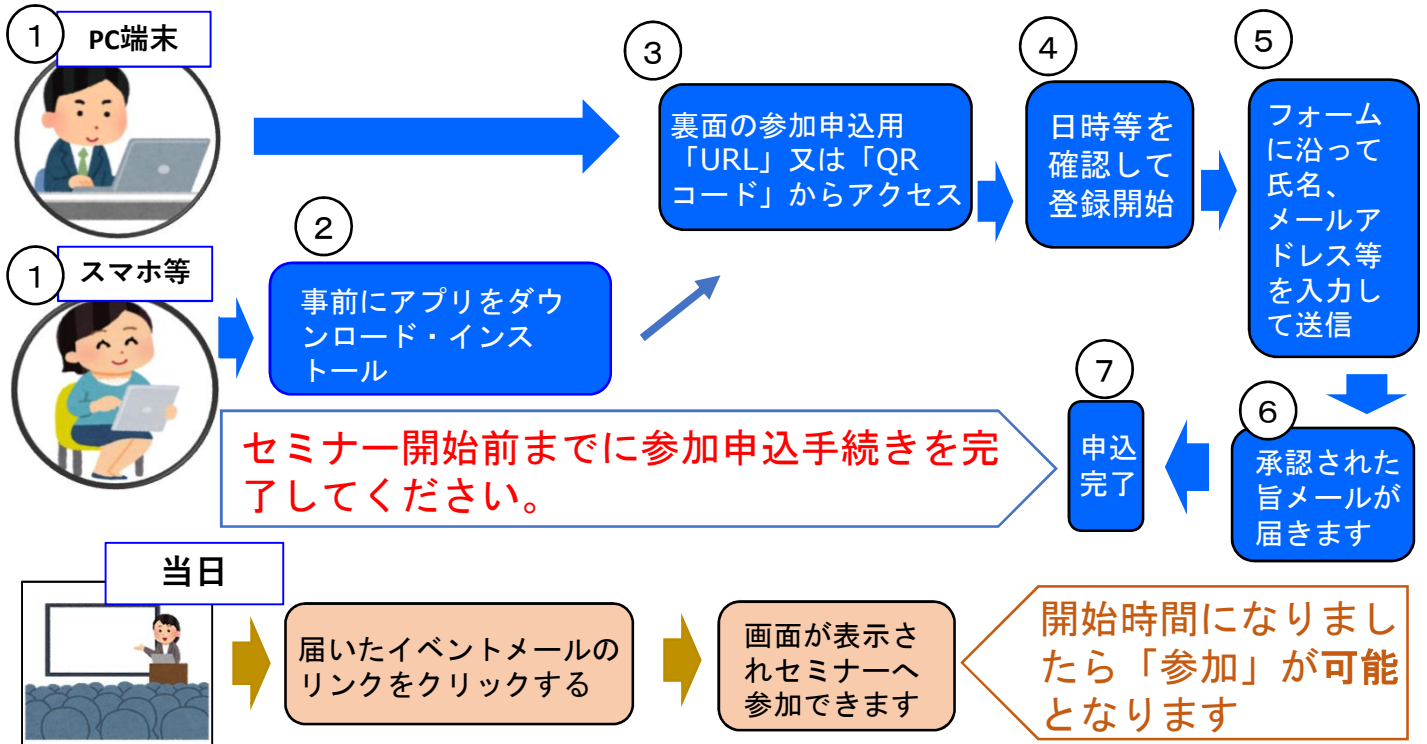 １
PC端末
１
スマホ等
２
事前にアプリをダウ
ンロード・インス
トール
３
裏面の参加申込用
「URL」又は「QR
コード」からアクセス
４
日時等を
確認して
登録開始
５
フォーム
に沿って
氏名、
メールア
ドレス等
を入力し
て送信
６
承認された
旨メールが
届きます
７
申込
完了
セミナー開始前までに参加申込手続きを完
了してください。
当日
届いたイベントメールの
リンクをクリックする
画面が表示さ
れセミナーへ
参加できます
開始時間になりまし
たら「参加」が可能
となります